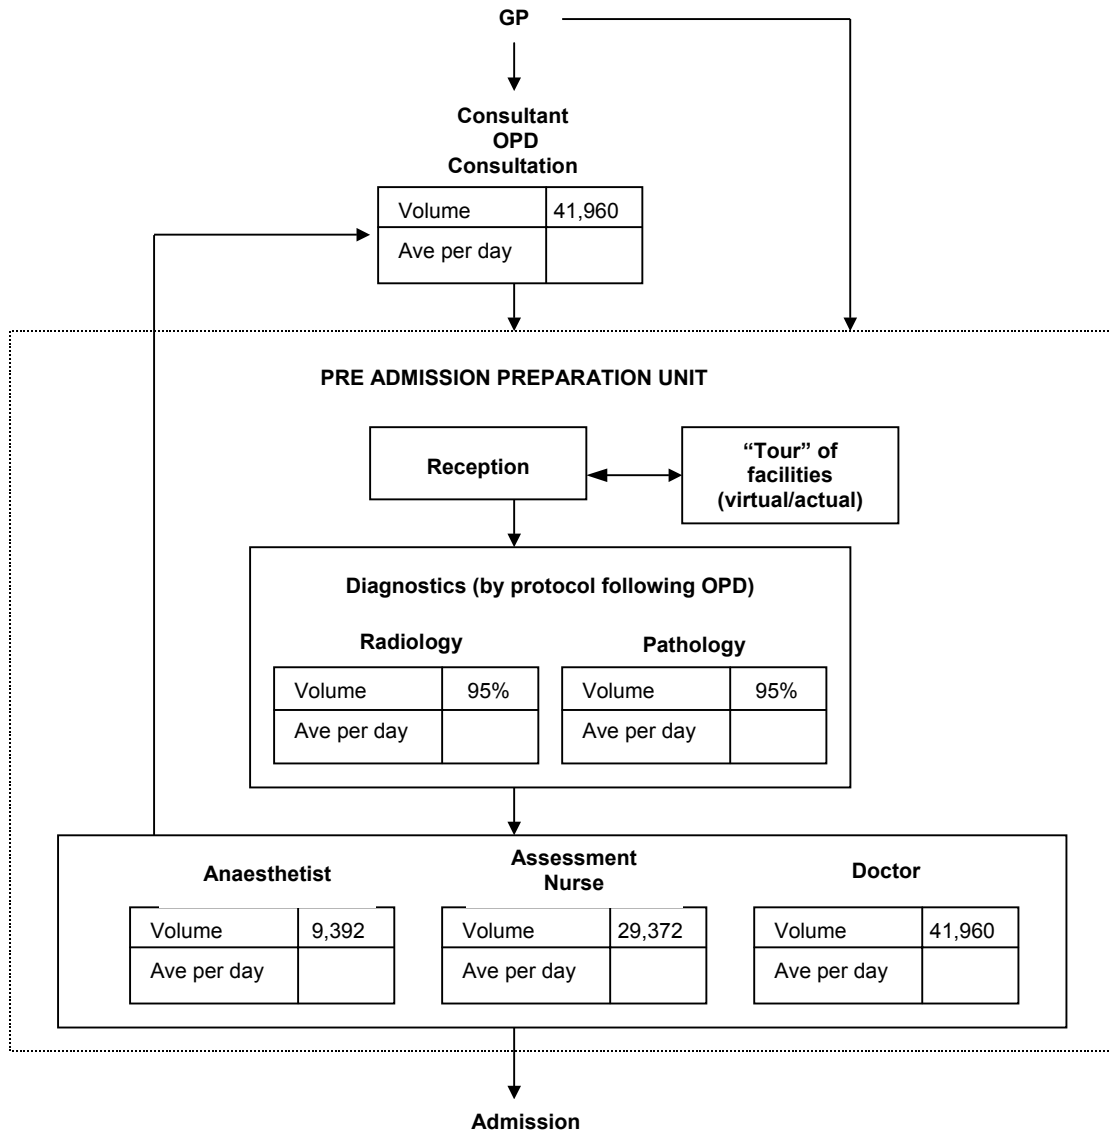 GP
Consultant
OPD
Consultation
Volume 41,960
Ave per day
PRE ADMISSION PREPARATION UNIT
Reception
“Tour” of
facilities
(virtual/actual)
Diagnostics (by protocol following OPD)
Radiology
Pathology
Volume 95%
Ave per day
Volume 95%
Ave per day
Anaesthetist
Assessment
Nurse
Doctor
Volume 9,392
Ave per day
Volume 29,372
Ave per day
Volume 41,960
Ave per day
Admission